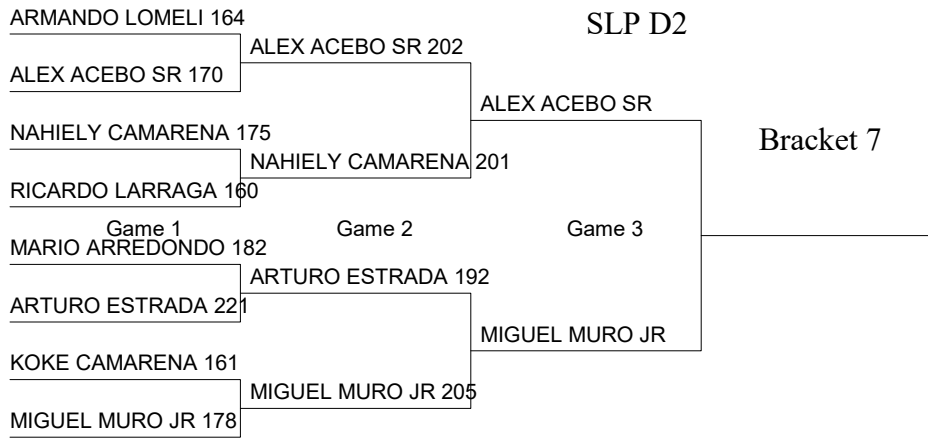 ARMANDO LOMELI 164
SLP D2
ALEX ACEBO SR 202
ALEX ACEBO SR 170
ALEX ACEBO SR
NAHIELY CAMARENA 175
Bracket 7
NAHIELY CAMARENA 201
RICARDO LARRAGA 160
Game 1
Game 2
Game 3
MARIO ARREDONDO 182
ARTURO ESTRADA 192
ARTURO ESTRADA 221
MIGUEL MURO JR
KOKE CAMARENA 161
MIGUEL MURO JR 205
MIGUEL MURO JR 178